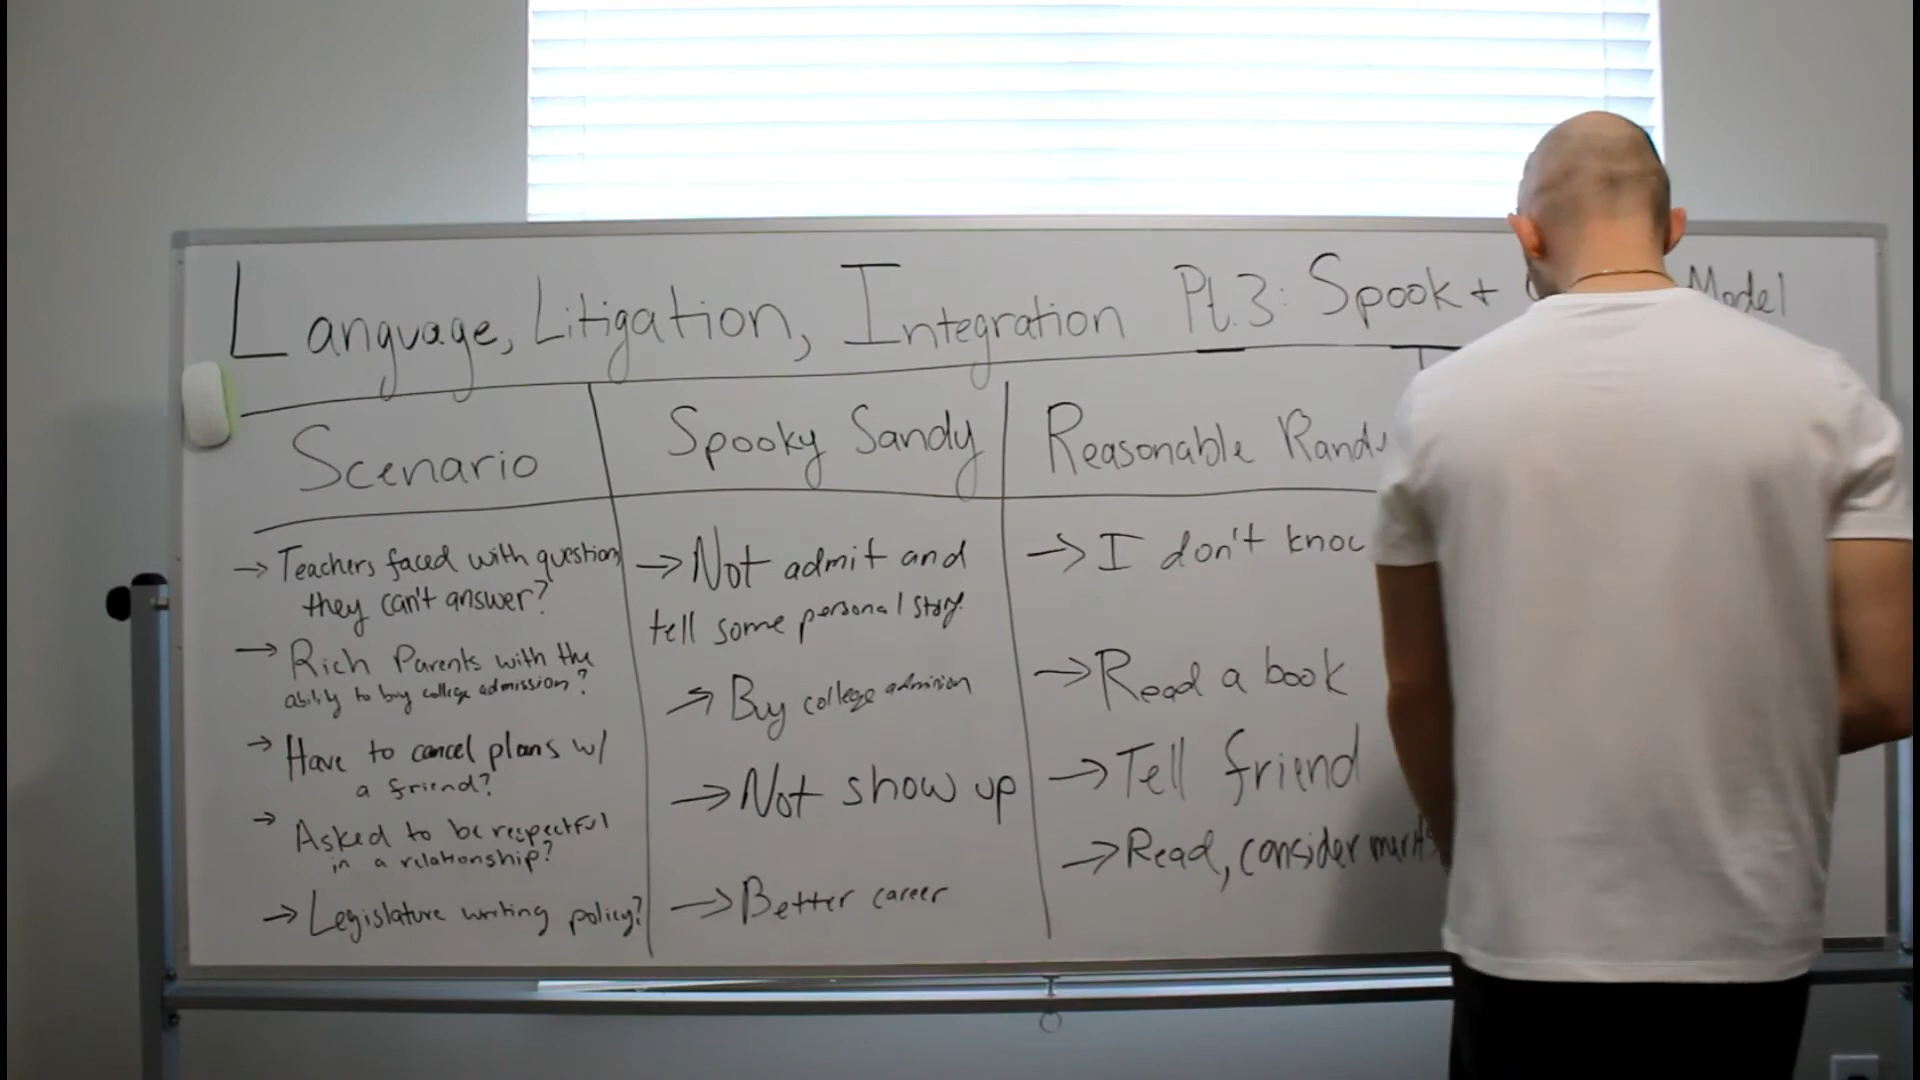 Language, Litigation, Integration Pt.3: Spook + Model
Scenario
→ Teachers faced with question
they can't answer?
→ Rich Parents with the
ability to buy college admission?
→ Have to cancel plans w/
a friend?
→ Asked to be respectful
in a relationship?
→ Legislature writing policy?
Spooky Sandy
→ Not admit and
tell some personal story.
→ Buy college admission
→ Not show up
→ Better career
Reasonable Rand
→ I don't know
→ Read a book
→ Tell friend
→ Read, consider